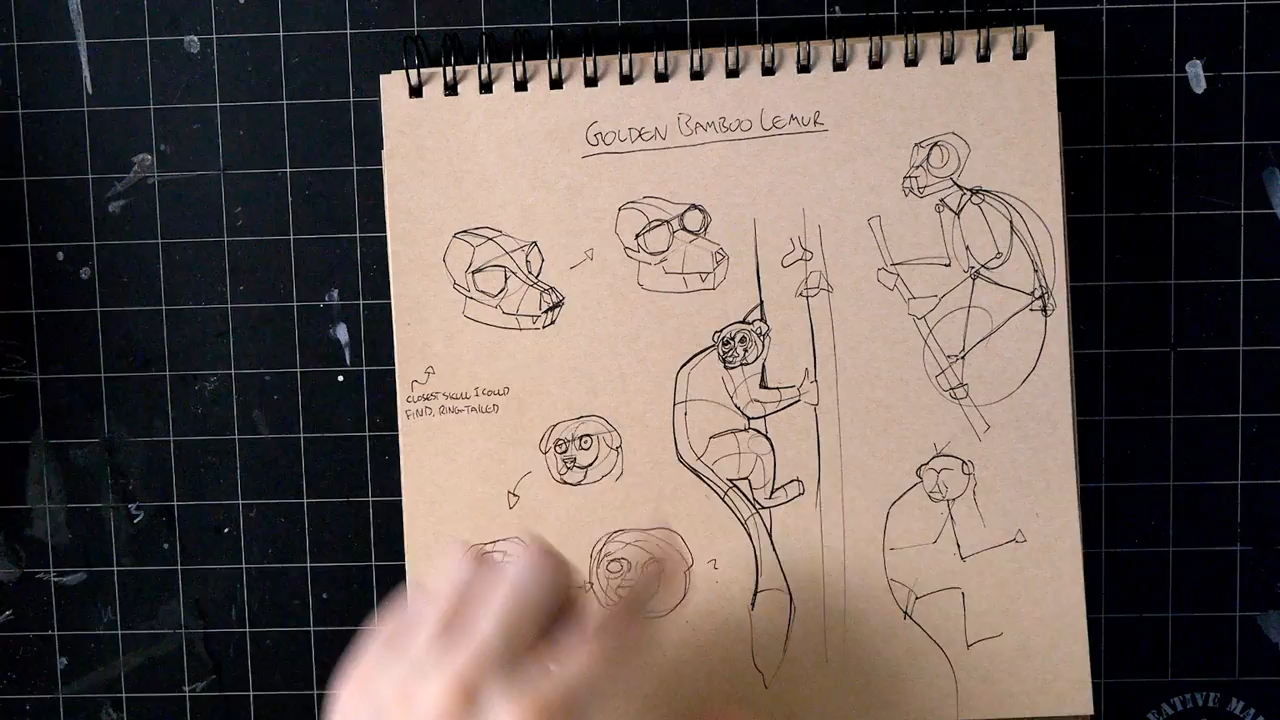 GOLDEN BAMBOO LEMUR
CLOSEST SKULL I COULD
FIND, RING-TAILED
?